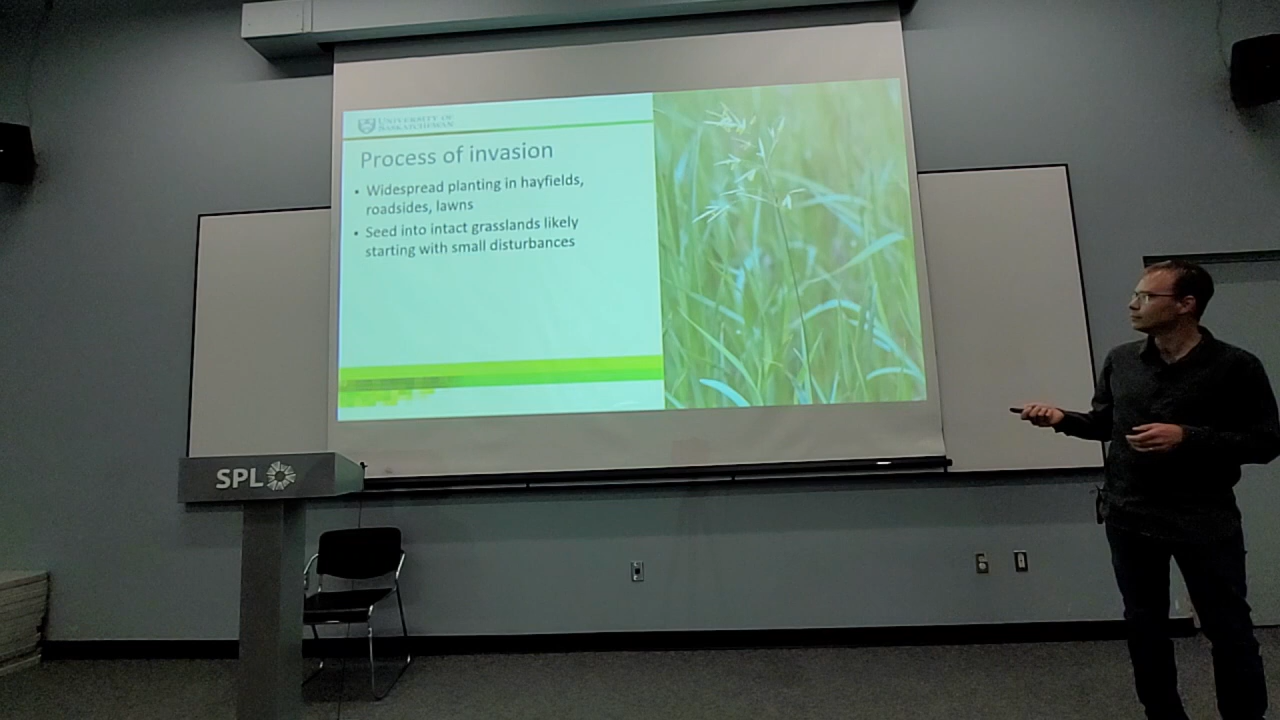 UNIVERSITY OF
SASKATCHEWAN
Process of invasion
• Widespread planting in hayfields,
roadsides, lawns
• Seed into intact grasslands likely
starting with small disturbances
SPL